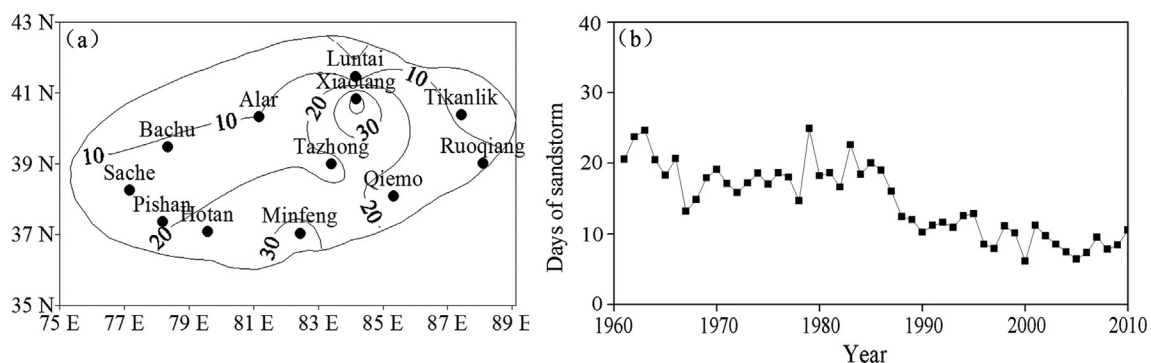 (a)
43 N
41 N
39 N
37 N
35 N
75 E 77 E 79 E 81 E 83 E 85 E 87 E 89 E
Luntai
Xiaotang
10
Tikanlik
Alar
20
10
30
Bachu
10
Tazhong
Ruoqiang
Sache
Qiemo
Pishan
Hotan
Minfeng
20
20
30
(b)
Days of sandstorm
40
30
20
10
0
1960 1970 1980 1990 2000 2010
Year